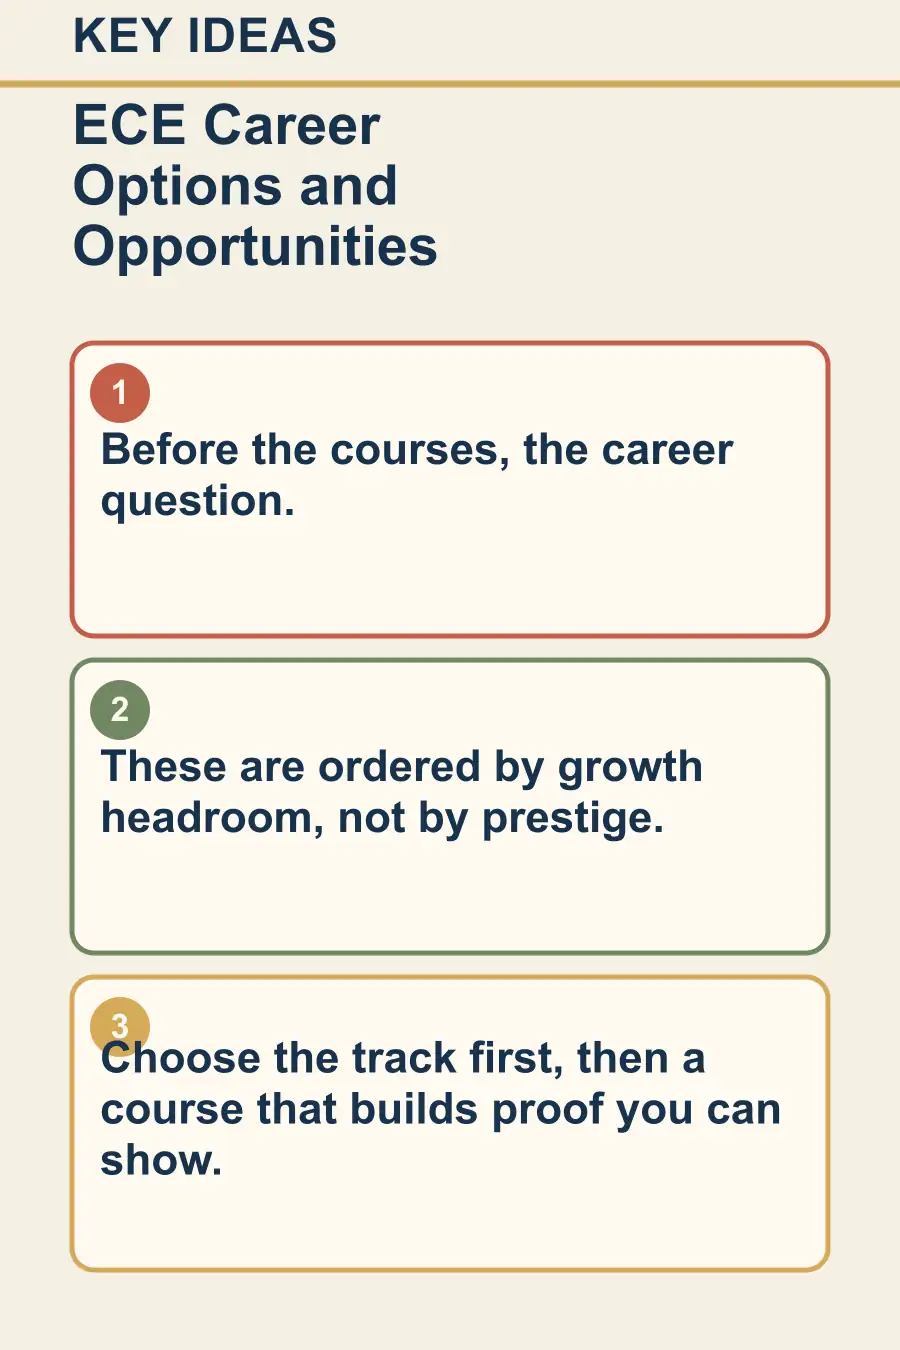 KEY IDEAS
ECE Career
Options and
Opportunities
1
Before the courses, the career
question.
2
These are ordered by growth
headroom, not by prestige.
3
Choose the track first, then a
course that builds proof you can
show.